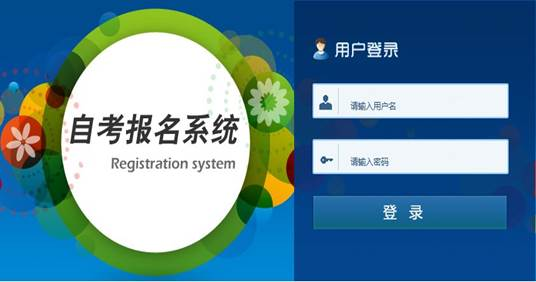 自考报名系统
Registration system
用户登录
请输入用户名
请输入密码
登 录